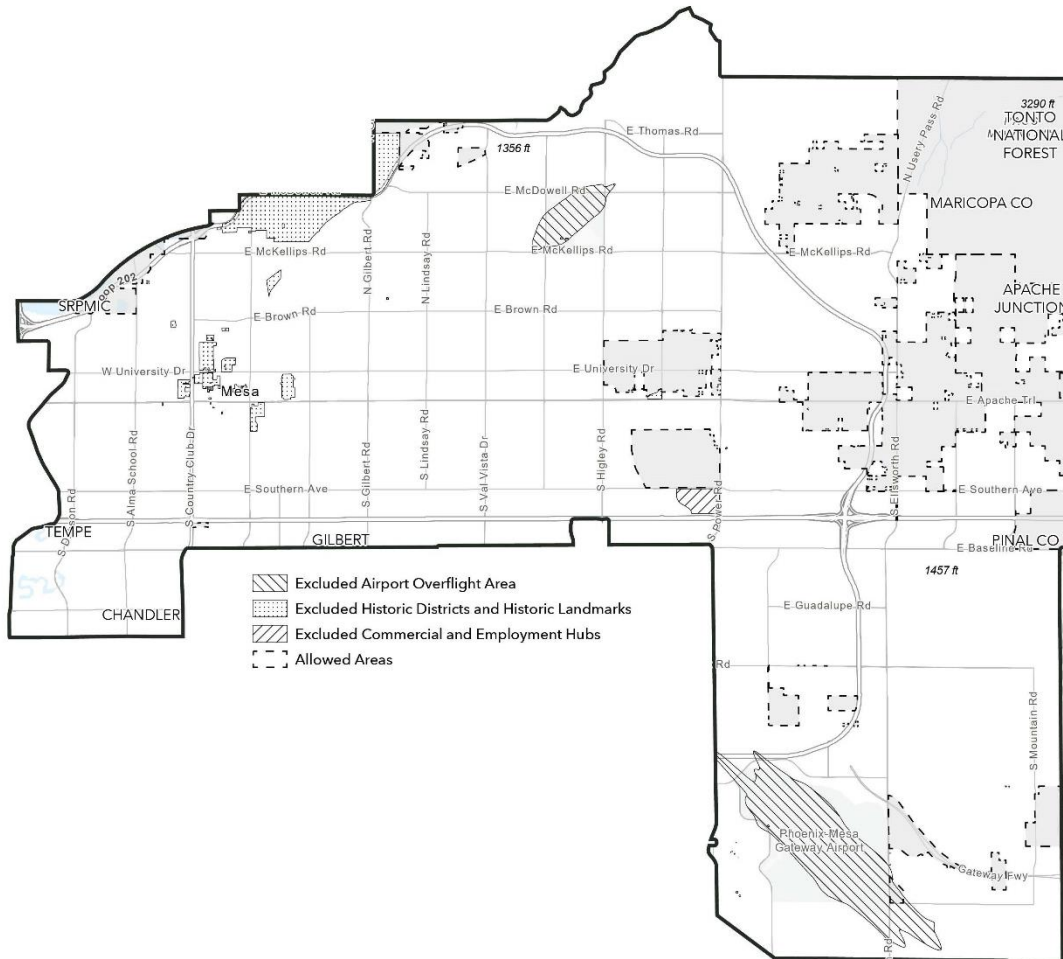 E Thomas Rd
1356 ft
3290 ft
TONTO
NATIONAL
FOREST
N Usery Pass Rd
E McDowell Rd
MARICOPA CO
E McKellips Rd
E McKellips Rd
E McKellips Rd
N Gilbert Rd
N Lindsay Rd
Loop 202
SRPMIC
E Brown Rd
E Brown Rd
APACHE
JUNCTION
W University Dr
E University Dr
Mesa
E Apache Trl
S Dobson Rd
S Alma School Rd
S Country Club Dr
S Gilbert Rd
S Lindsay Rd
S Val Vista Dr
S Higley Rd
S Power Rd
S Ellsworth Rd
E Southern Ave
E Southern Ave
TEMPE
GILBERT
PINAL CO
E Baseline Rd
1457 ft
CHANDLER
E Guadalupe Rd
Excluded Airport Overflight Area
Excluded Historic Districts and Historic Landmarks
Excluded Commercial and Employment Hubs
Allowed Areas
Rd
S Mountain Rd
Phoenix-Mesa
Gateway Airport
Gateway Fwy
Rd